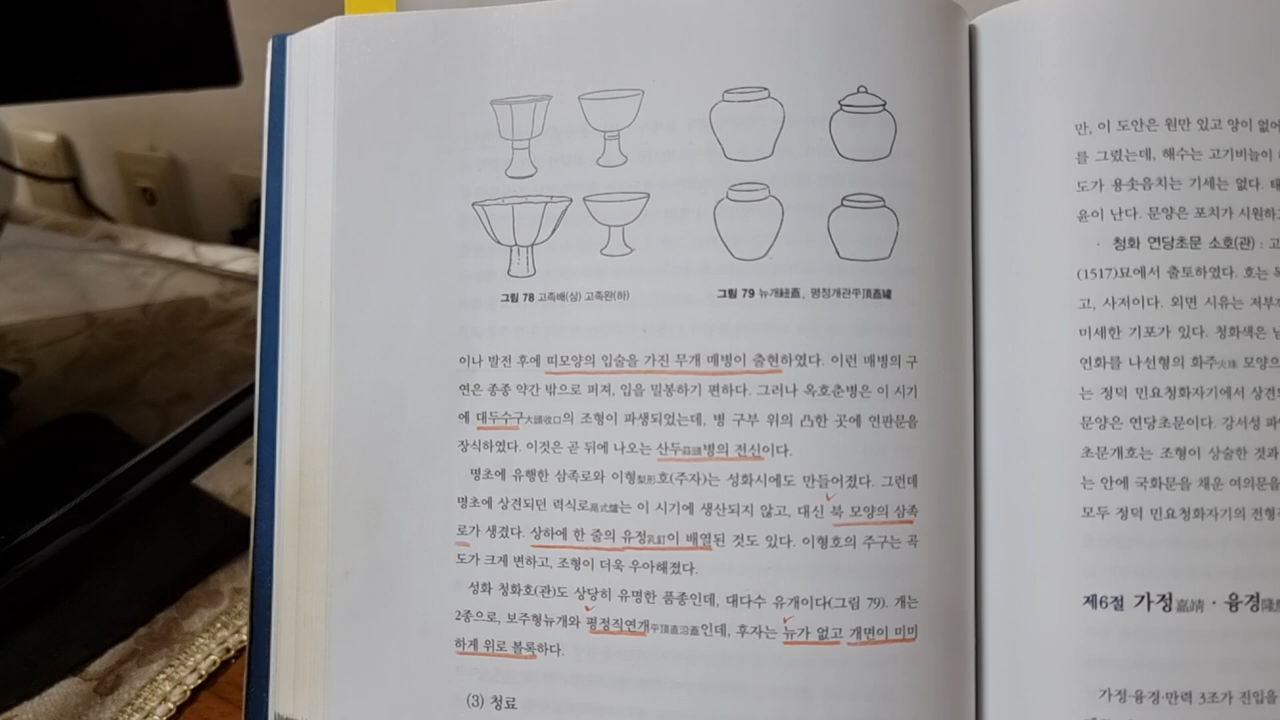 그림 78 고족배(상) 고족완(하)
그림 79 뉴개鈕蓋, 평정개관平頂蓋罐
이나 발전 후에 띠모양의 입술을 가진 무개 매병이 출현하였다. 이런 매병의 구
연은 종종 약간 밖으로 퍼져, 입을 밀봉하기 편하다. 그러나 옥호춘병은 이 시기
에 대두수구大頭收口의 조형이 파생되었는데, 병 구부 위의 凸한 곳에 연판문을
장식하였다. 이것은 곧 뒤에 나오는 산두蒜頭병의 전신이다.
명초에 유행한 삼족로와 이형梨形호(주자)는 성화시에도 만들어졌다. 그런데
명초에 상견되던 력식로鬲式爐는 이 시기에 생산되지 않고, 대신 북 모양의 삼족
로가 생겼다. 상하에 한 줄의 유정乳釘이 배열된 것도 있다. 이형호의 주구는 곡
도가 크게 변하고, 조형이 더욱 우아해졌다.
성화 청화호(관)도 상당히 유명한 품종인데, 대다수 유개이다(그림 79). 개는
2종으로, 보주형뉴개와 평정직연개平頂直沿蓋인데, 후자는 뉴가 없고 개면이 미미
하게 위로 볼록하다.
(3) 청료
만, 이 도안은 원만 있고 양이 없어
를 그렸는데, 해수는 고기비늘이
도가 용솟음치는 기세는 없다.
윤이 난다. 문양은 포치가 시원하고
· 청화 연당초문 소호(관) : 고
(1517)묘에서 출토하였다. 호는
고, 사저이다. 외면 시유는 저부까
미세한 기포가 있다. 청화색은
연화를 나선형의 화주火珠 모양으
는 정덕 민요청화자기에서 상견
문양은 연당초문이다. 강서성
초문개호는 조형이 상술한 것과
는 안에 국화문을 채운 여의문을
모두 정덕 민요청화자기의 전형
제6절 가정嘉靖 · 융경隆
가정·융경·만력 3조가 진입을